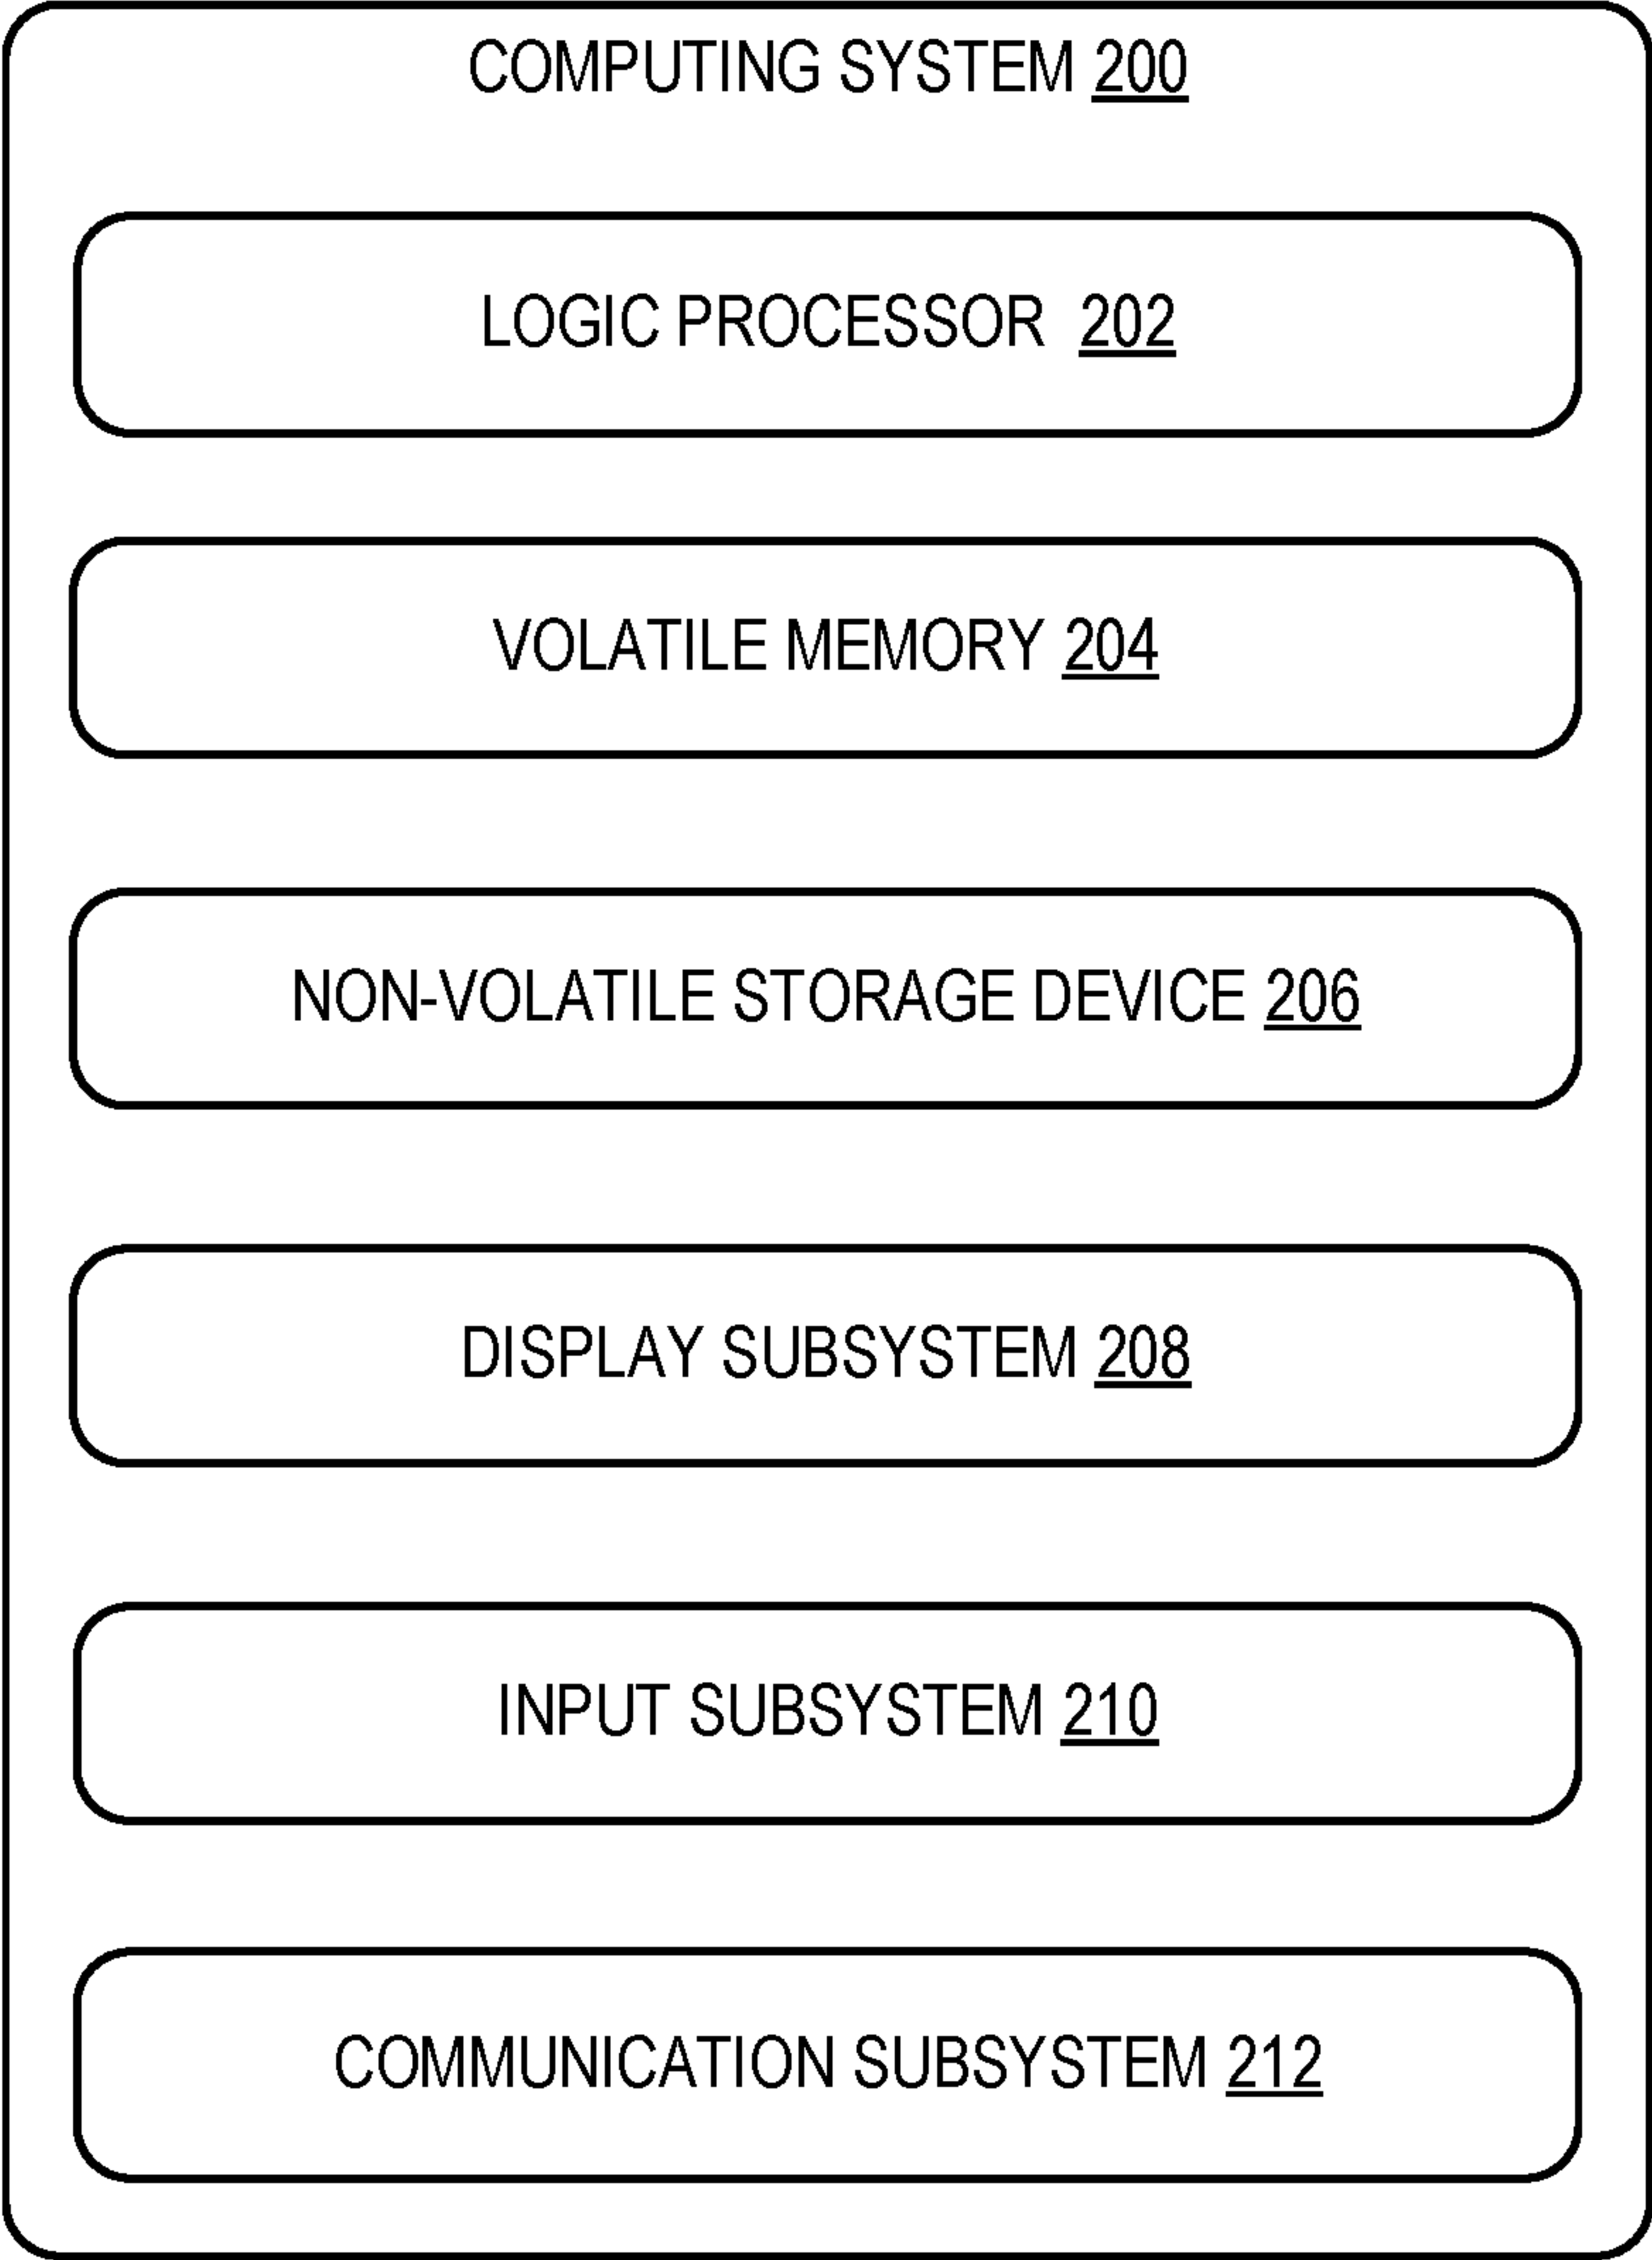 COMPUTING SYSTEM 200
LOGIC PROCESSOR 202
VOLATILE MEMORY 204
NON-VOLATILE STORAGE DEVICE 206
DISPLAY SUBSYSTEM 208
INPUT SUBSYSTEM 210
COMMUNICATION SUBSYSTEM 212